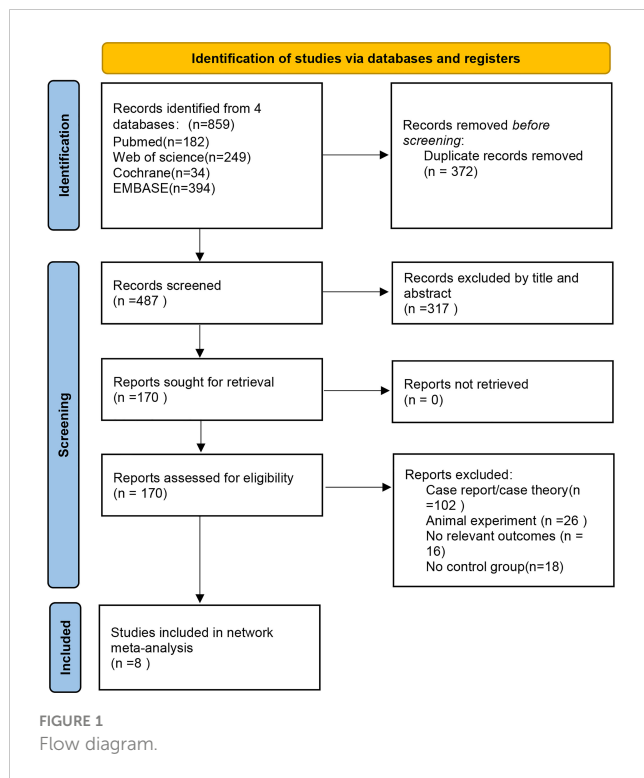 Identification of studies via databases and registers
Identification
Records identified from 4
databases: (n=859)
Pubmed(n=182)
Web of science(n=249)
Cochrane(n=34)
EMBASE(n=394)
Records removed before
screening:
Duplicate records removed
(n = 372)
Screening
Records screened
(n =487 )
Records excluded by title and
abstract
(n =317 )
Reports sought for retrieval
(n =170 )
Reports not retrieved
(n = 0)
Reports assessed for eligibility
(n = 170)
Reports excluded:
Case report/case theory(n
=102 )
Animal experiment (n =26 )
No relevant outcomes (n =
16)
No control group(n=18)
Included
Studies included in network
meta-analysis
(n =8 )
FIGURE 1
Flow diagram.